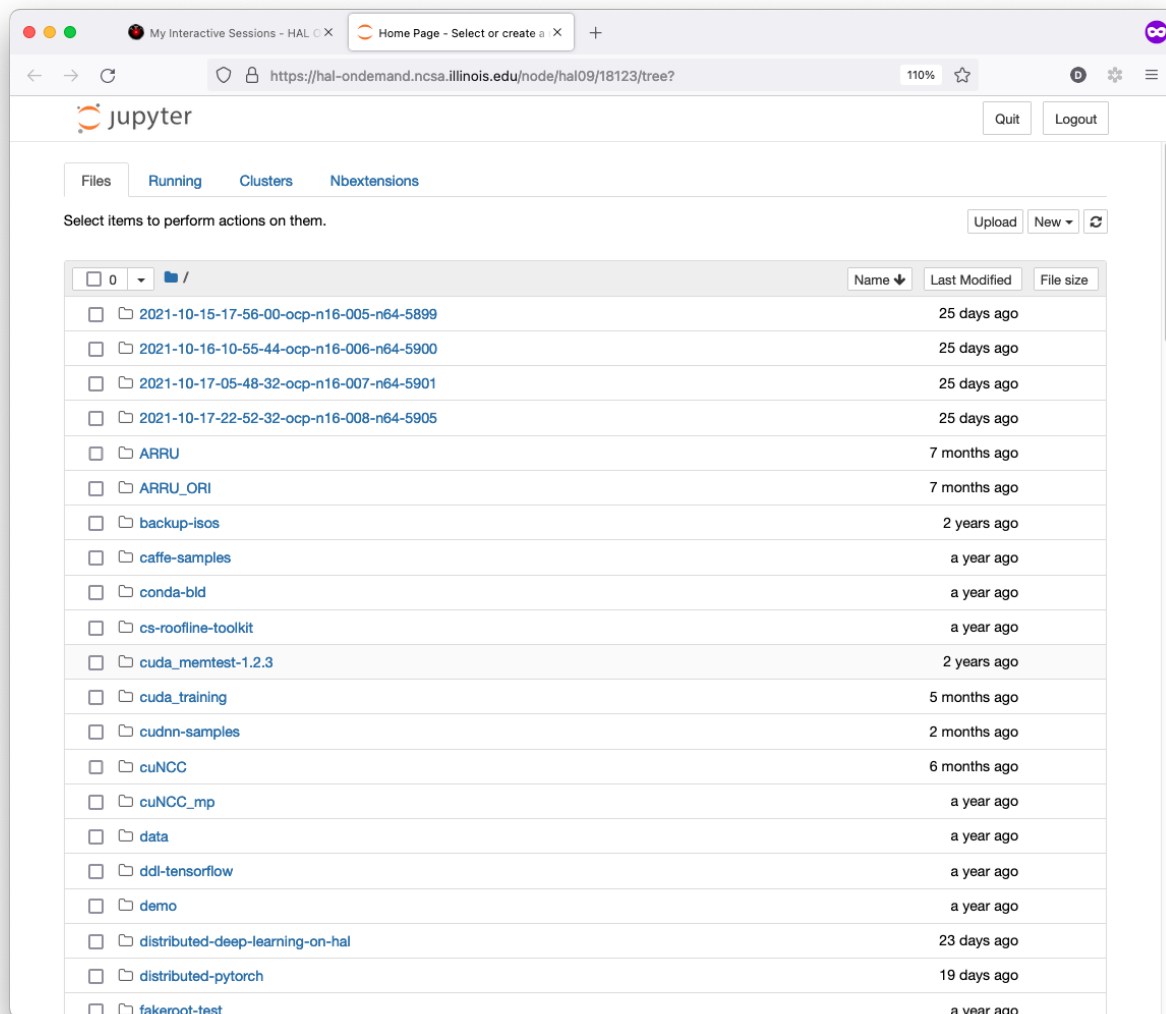 My Interactive Sessions - HAL O
Home Page - Select or create a
https://hal-ondemand.ncsa.illinois.edu/node/hal09/18123/tree?
110%
D
jupyter
Quit
Logout
Files
Running
Clusters
Nbextensions
Select items to perform actions on them.
Upload
New
0
/
Name
Last Modified
File size
2021-10-15-17-56-00-ocp-n16-005-n64-5899 25 days ago
2021-10-16-10-55-44-ocp-n16-006-n64-5900 25 days ago
2021-10-17-05-48-32-ocp-n16-007-n64-5901 25 days ago
2021-10-17-22-52-32-ocp-n16-008-n64-5905 25 days ago
ARRU 7 months ago
ARRU_ORI 7 months ago
backup-isos 2 years ago
caffe-samples a year ago
conda-bld a year ago
cs-roofline-toolkit a year ago
cuda_memtest-1.2.3 2 years ago
cuda_training 5 months ago
cudnn-samples 2 months ago
cuNCC 6 months ago
cuNCC_mp a year ago
data a year ago
ddl-tensorflow a year ago
demo a year ago
distributed-deep-learning-on-hal 23 days ago
distributed-pytorch 19 days ago
fakeroot-test a year ago